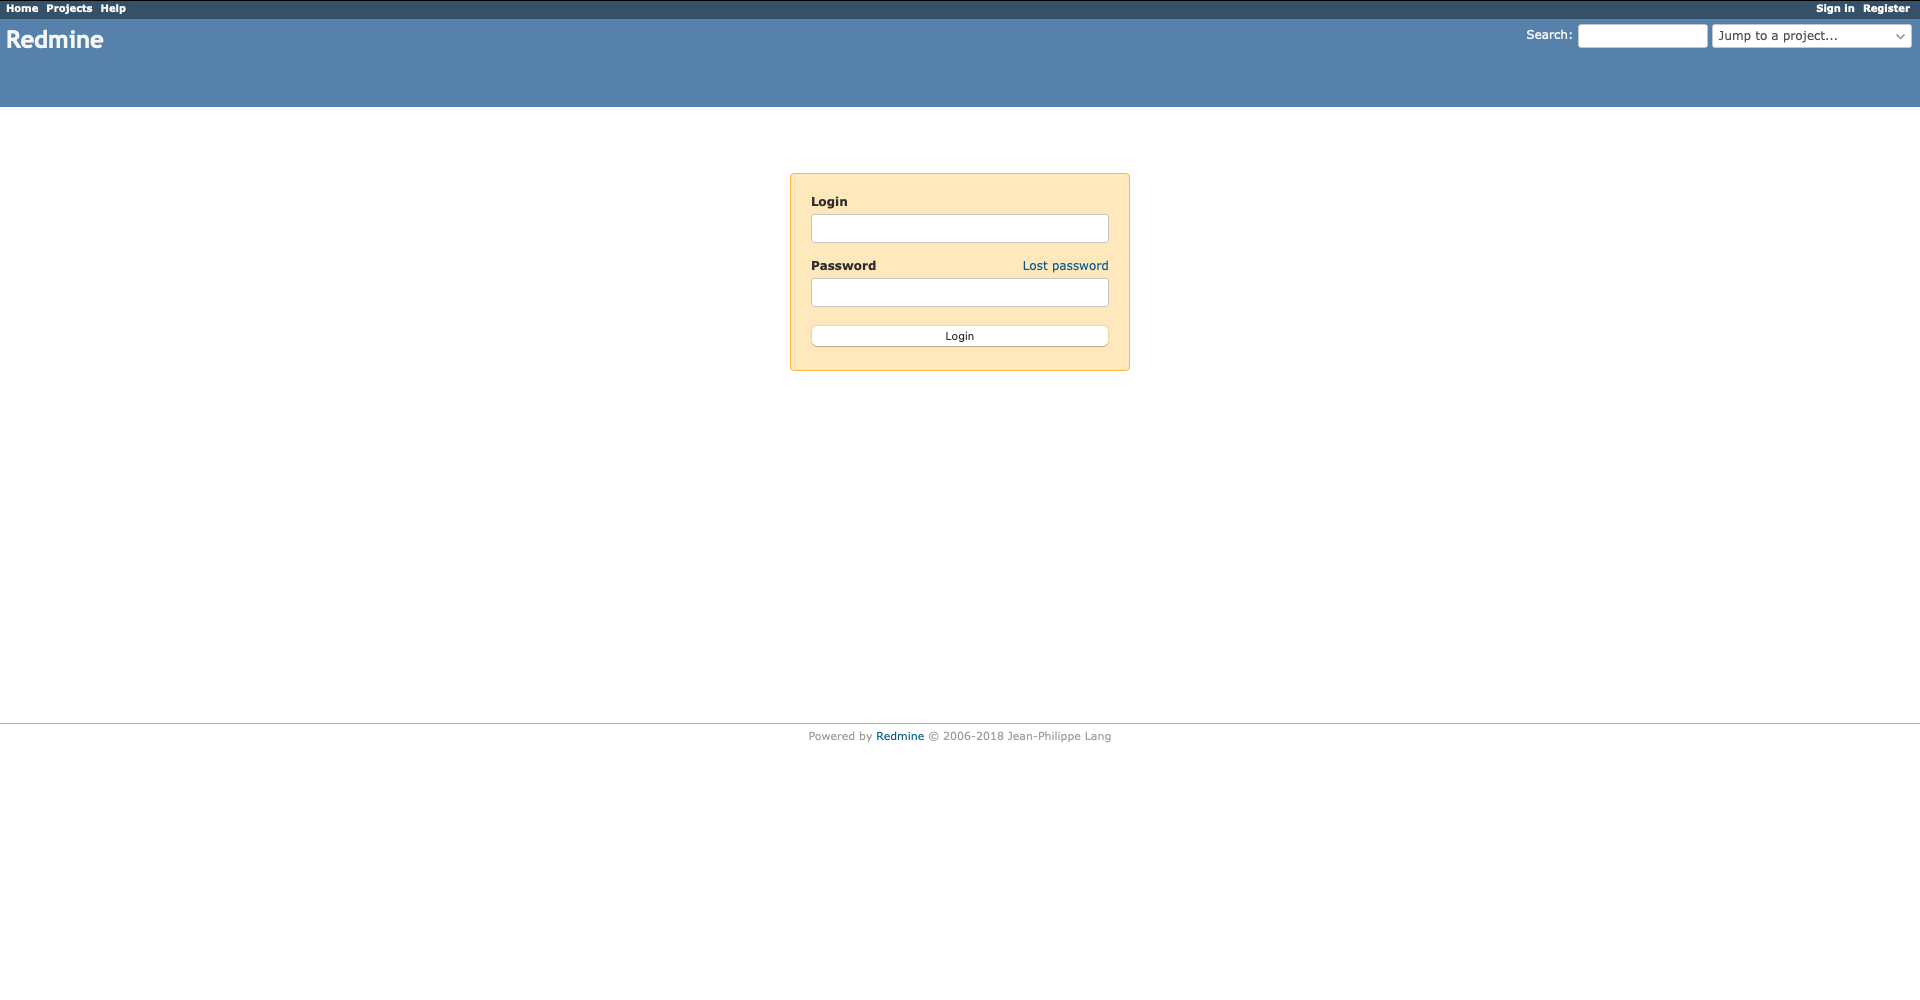 Home Projects Help Sign in Register
Redmine Search: Jump to a project...
Login
Password Lost password
Login
Powered by Redmine © 2006-2018 Jean-Philippe Lang